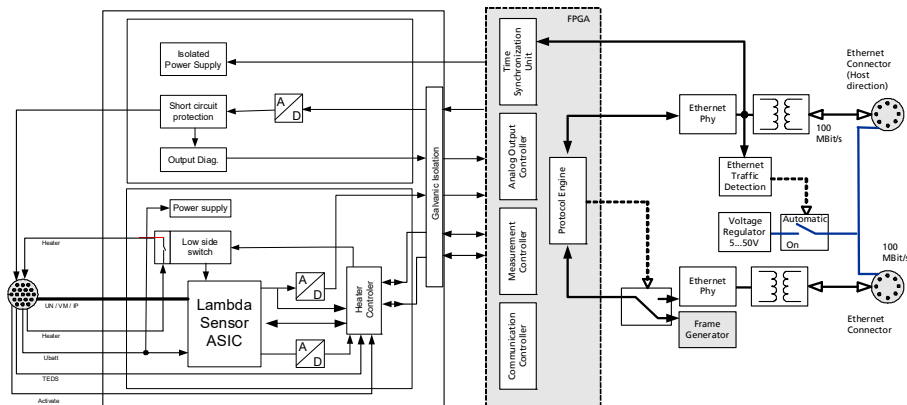 FPGA
Isolated
Power Supply
Short circuit
protection
A
D
Output Diag.
Galvanic Isolation
Time
Synchronization
Unit
Analog Output
Controller
Measurement
Controller
Communication
Controller
Protocol Engine
Ethernet
Phy
100
MBit/s
Ethernet
Connector
(Host
direction)
Ethernet
Traffic
Detection
Voltage
Regulator
5...50V
Automatic
On
100
MBit/s
Ethernet
Phy
Frame
Generator
Ethernet
Connector
Power supply
Low side
switch
Heater
UN / VM / IP
Lambda
Sensor
ASIC
A
D
A
D
Heater
Controler
Heater
Ubatt
TEDS
Activate